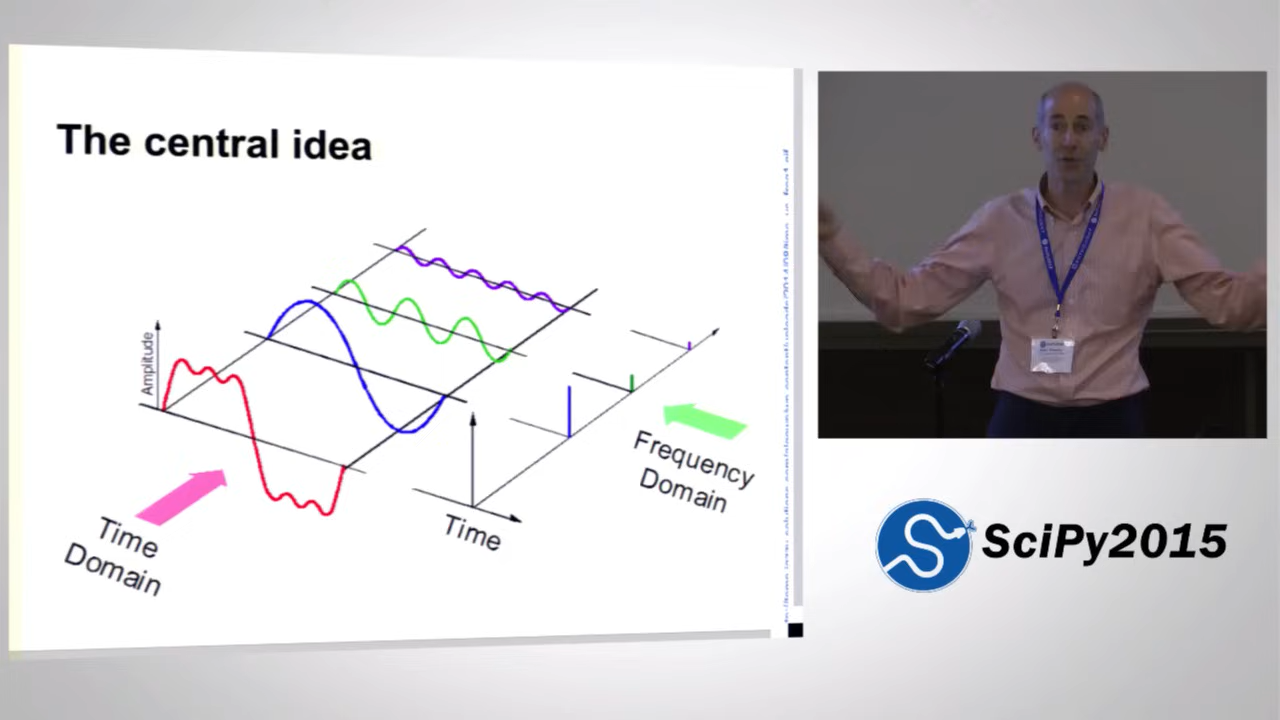 The central idea
Amplitude
Time
Domain
Time
Frequency
Domain
SciPy2015